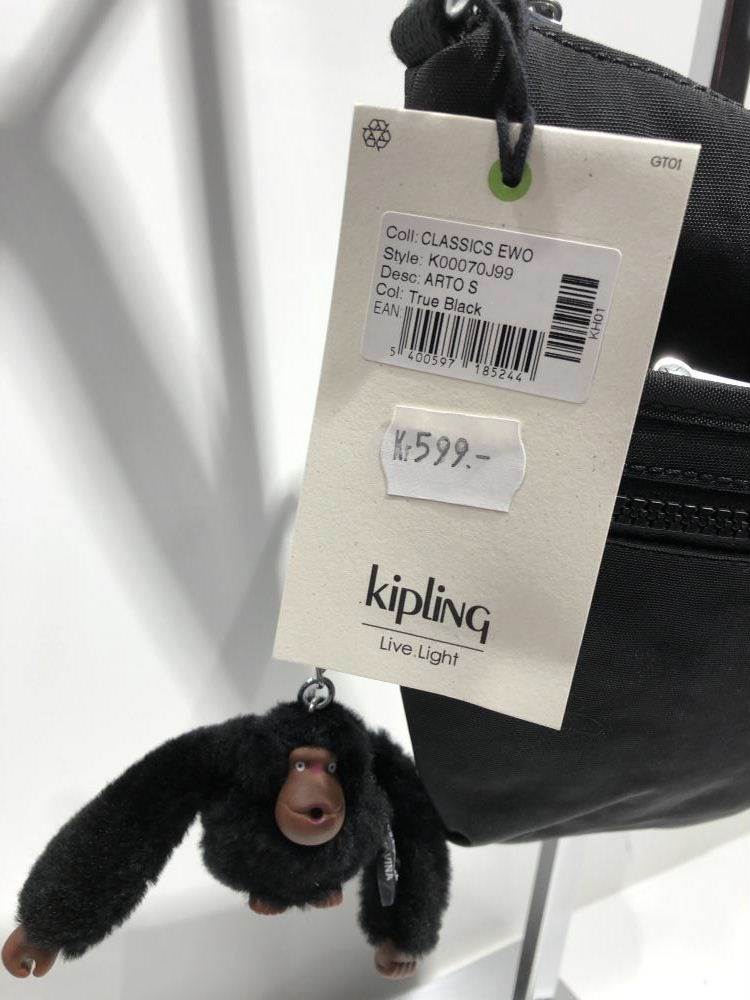 GT01
Coll: CLASSICS EWO
Style: K00070J99
Desc: ARTO S
Col: True Black
EAN
5 400597 185244
KH01
Kr 599.-
kipling
Live.Light